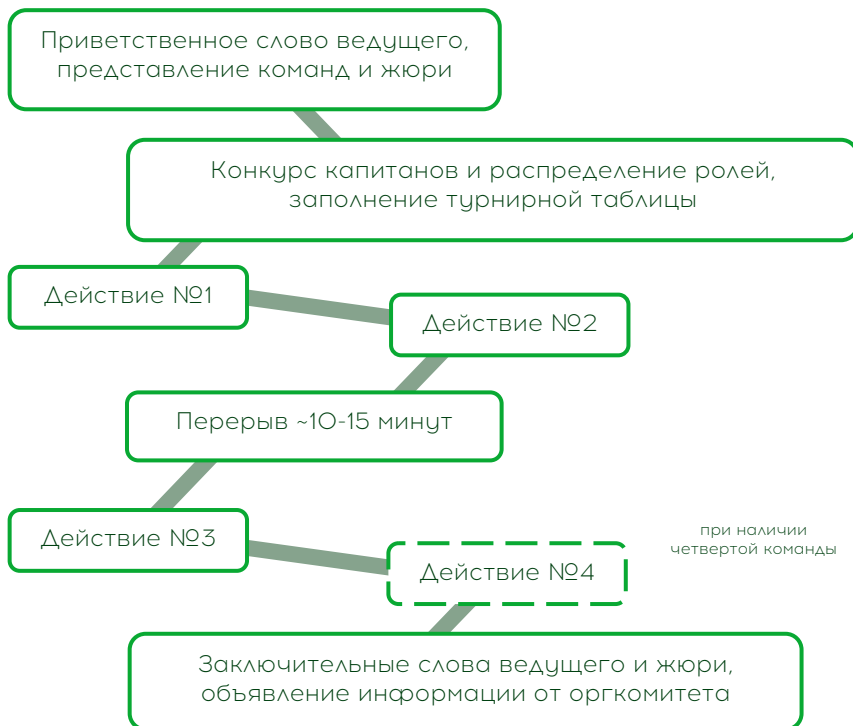 Приветственное слово ведущего,
представление команд и жюри
Конкурс капитанов и распределение ролей,
заполнение турнирной таблицы
Действие №1
Действие №2
Перерыв ~10-15 минут
Действие №3
при наличии
четвертой команды
Действие №4
Заключительные слова ведущего и жюри,
объявление информации от оргкомитета